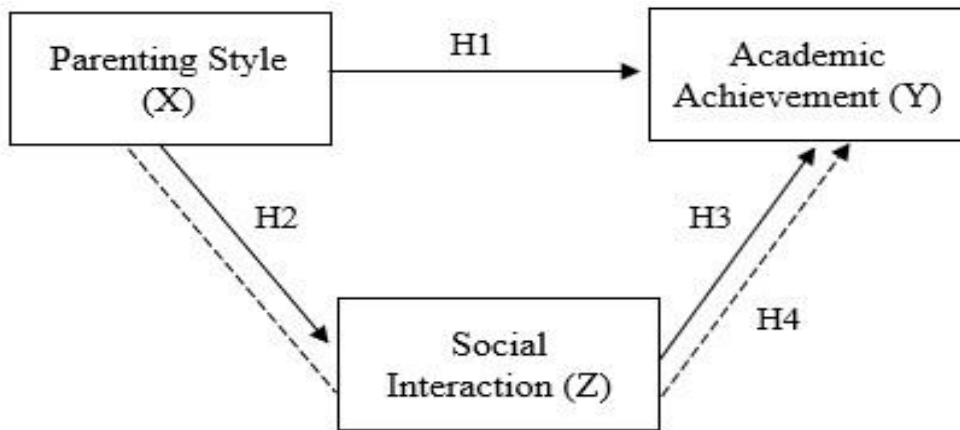 Parenting Style
(X)
H1
Academic
Achievement (Y)
H2
H3
H4
Social
Interaction (Z)